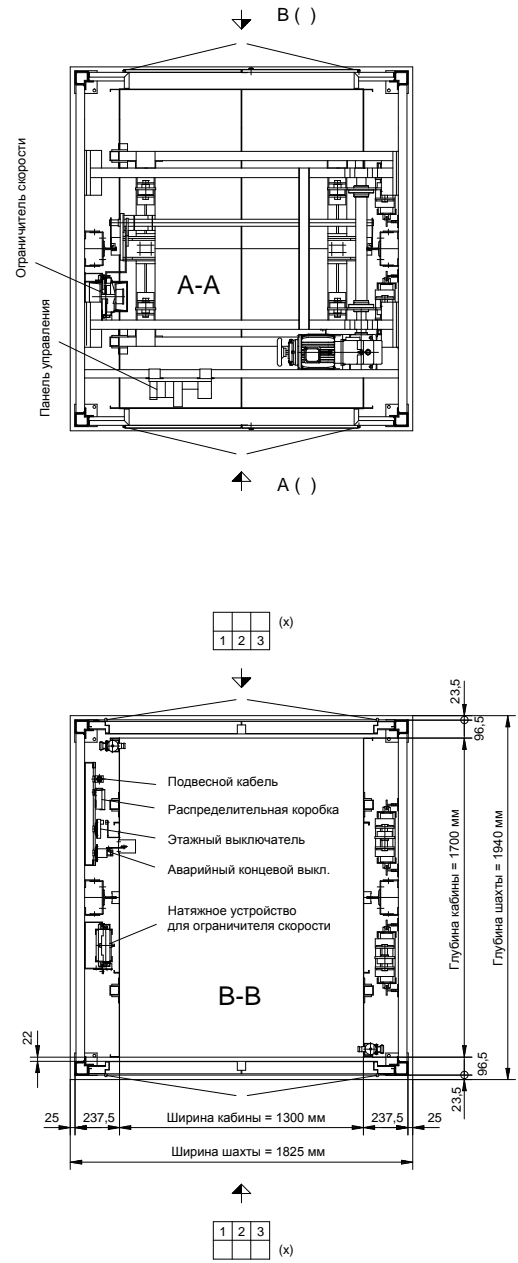 B ( )
Ограничитель скорости
Панель управления
A-A
A ( )
(x)
1 2 3
23,5
96,5
Подвесной кабель
Распределительная коробка
Этажный выключатель
Аварийный концевой выкл.
Натяжное устройство
для ограничителя скорости
B-B
Глубина кабины = 1700 мм
Глубина шахты = 1940 мм
22
96,5
23,5
25 237,5 Ширина кабины = 1300 мм 237,5 25
Ширина шахты = 1825 мм
1 2 3
(x)